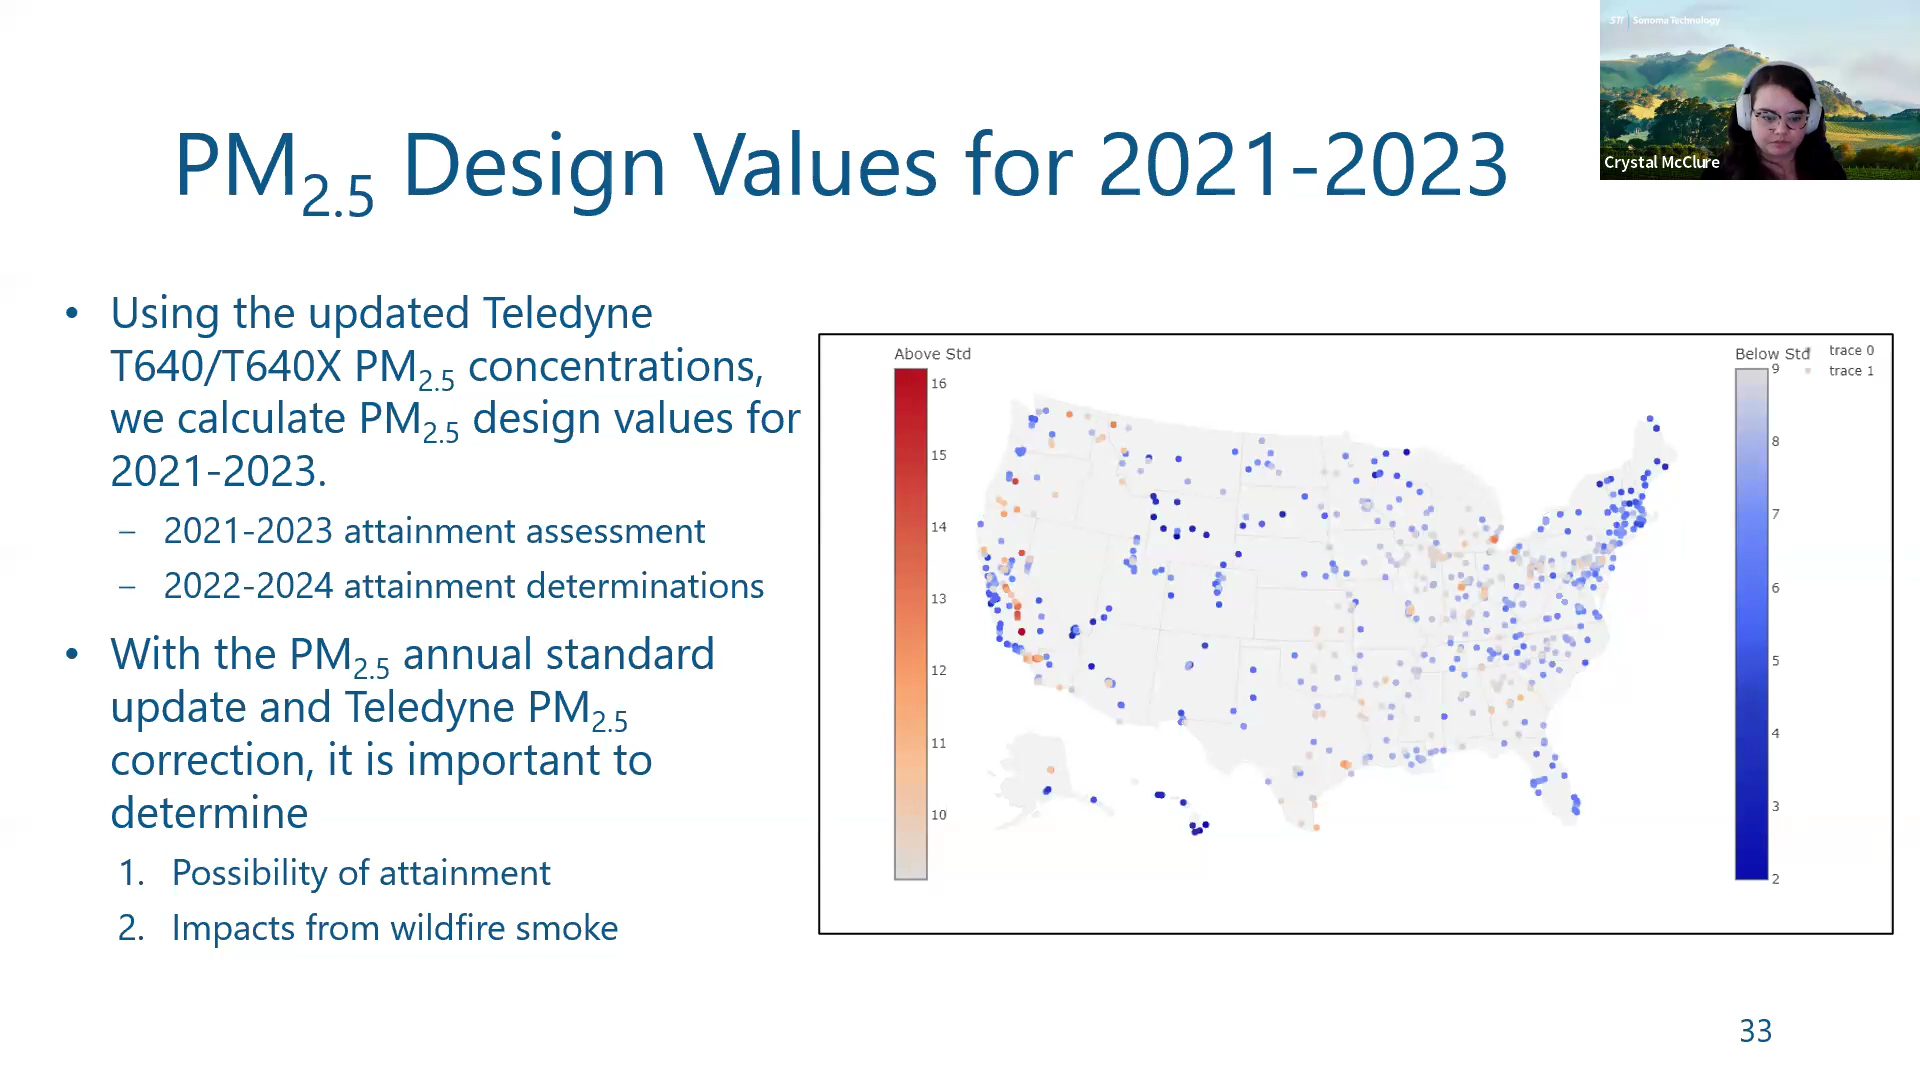 STi Sonoma Technology
Crystal McClure
PM2.5 Design Values for 2021-2023
• Using the updated Teledyne
T640/T640X PM2.5 concentrations,
we calculate PM2.5 design values for
2021-2023.
– 2021-2023 attainment assessment
– 2022-2024 attainment determinations
• With the PM2.5 annual standard
update and Teledyne PM2.5
correction, it is important to
determine
1. Possibility of attainment
2. Impacts from wildfire smoke
Above Std
16
15
14
13
12
11
10
Below Std
9
8
7
6
5
4
3
2
trace 0
trace 1
33